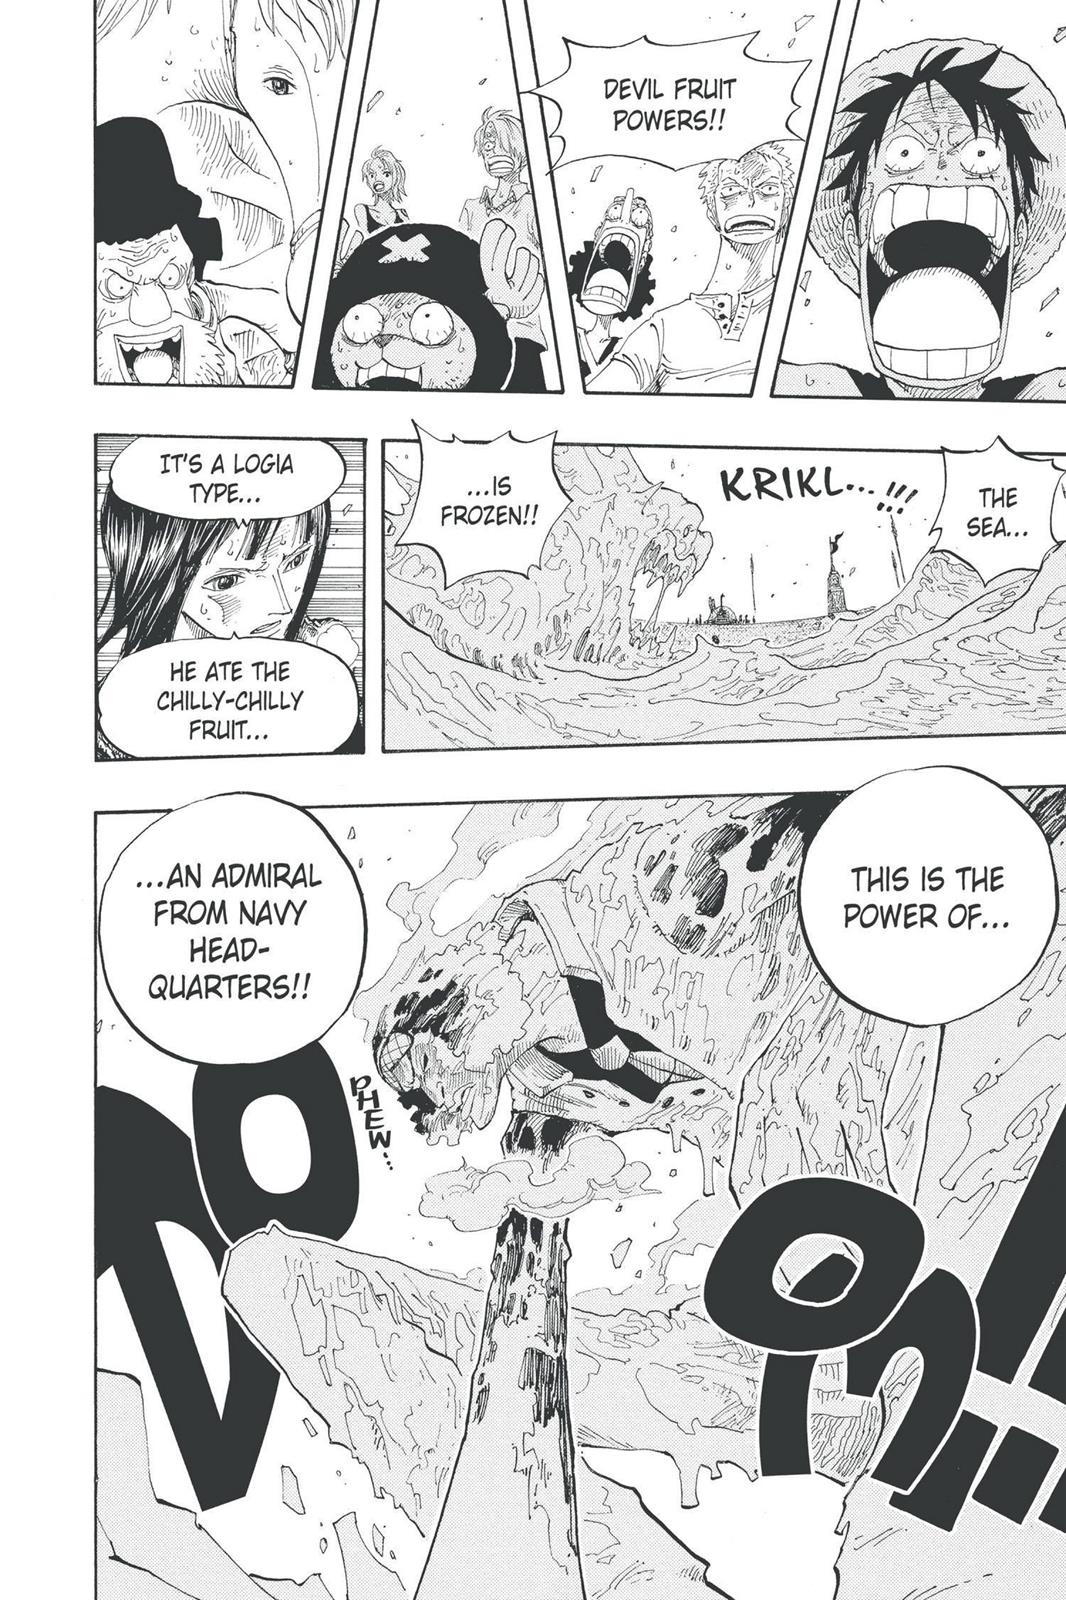 DEVIL FRUIT
POWERS!!
THE
SEA...
KRIKL...!!!
...IS
FROZEN!!
IT'S A LOGIA
TYPE...
HE ATE THE
CHILLY-CHILLY
FRUIT...
THIS IS THE
POWER OF...
...AN ADMIRAL
FROM NAVY
HEAD-
QUARTERS!!
PHEW...